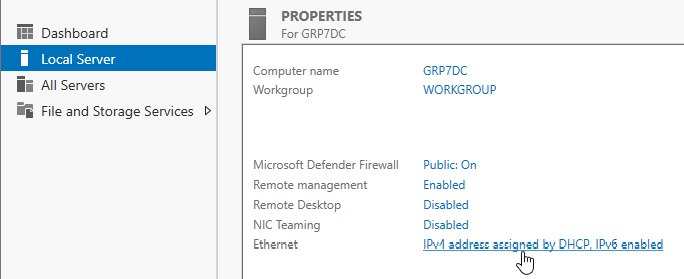 PROPERTIES
For GRP7DC
Dashboard
Local Server
All Servers
File and Storage Services
Computer name GRP7DC
Workgroup WORKGROUP
Microsoft Defender Firewall Public: On
Remote management Enabled
Remote Desktop Disabled
NIC Teaming Disabled
Ethernet IPv4 address assigned by DHCP, IPv6 enabled